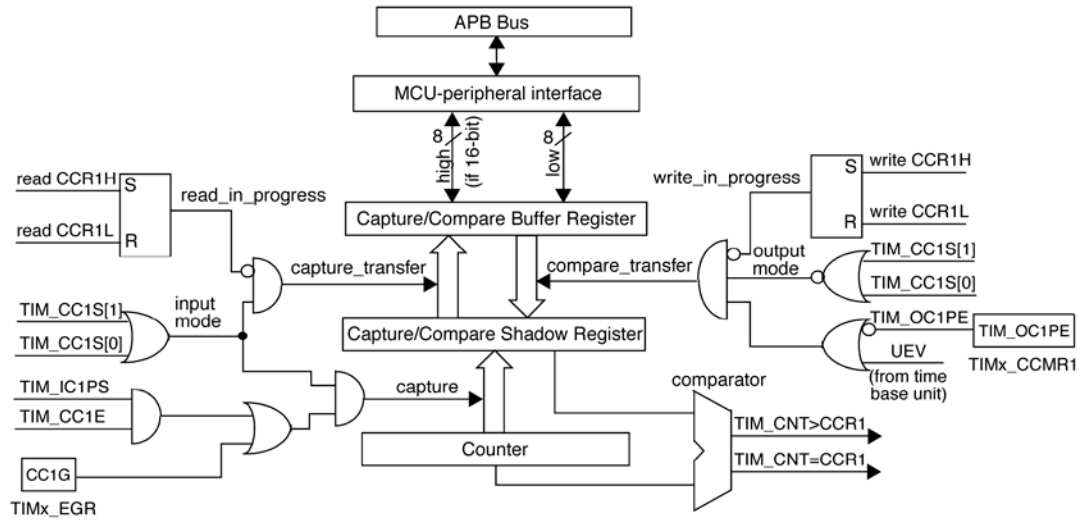 APB Bus
MCU-peripheral interface
8
high
(if 16-bit)
8
low
read CCR1H
S
read_in_progress
read CCR1L
R
write_in_progress
S
write CCR1H
R
write CCR1L
Capture/Compare Buffer Register
capture_transfer
compare_transfer
output
mode
TIM_CC1S[1]
TIM_CC1S[0]
input
mode
TIM_CC1S[1]
TIM_CC1S[0]
Capture/Compare Shadow Register
TIM_OC1PE
TIM_OC1PE
UEV
TIMx_CCMR1
(from time
base unit)
TIM_IC1PS
TIM_CC1E
capture
comparator
Counter
TIM_CNT>CCR1
TIM_CNT=CCR1
CC1G
TIMx_EGR